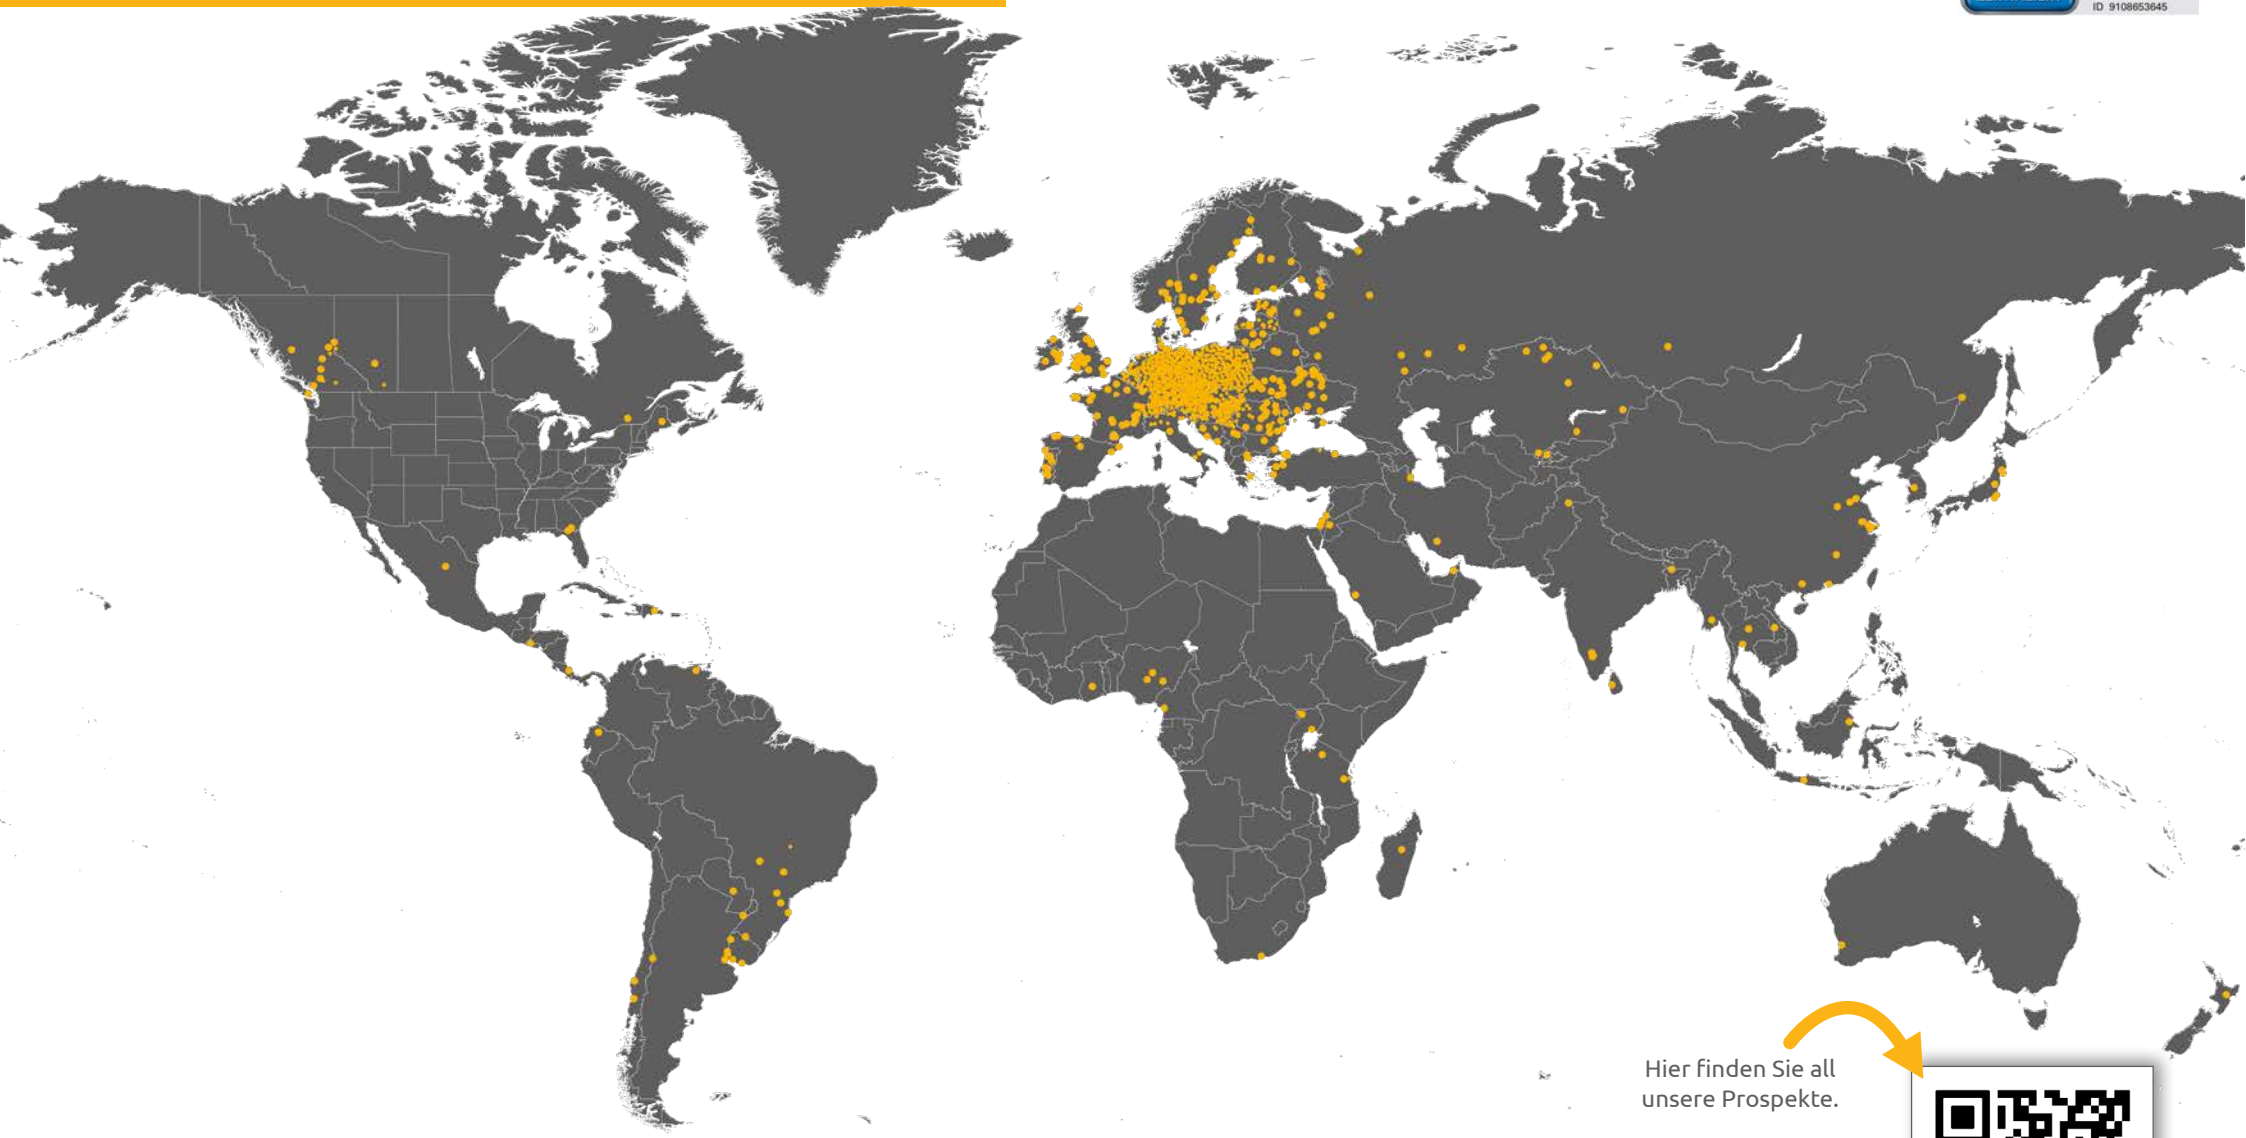 ID 9108653645
Hier finden Sie all
unsere Prospekte.